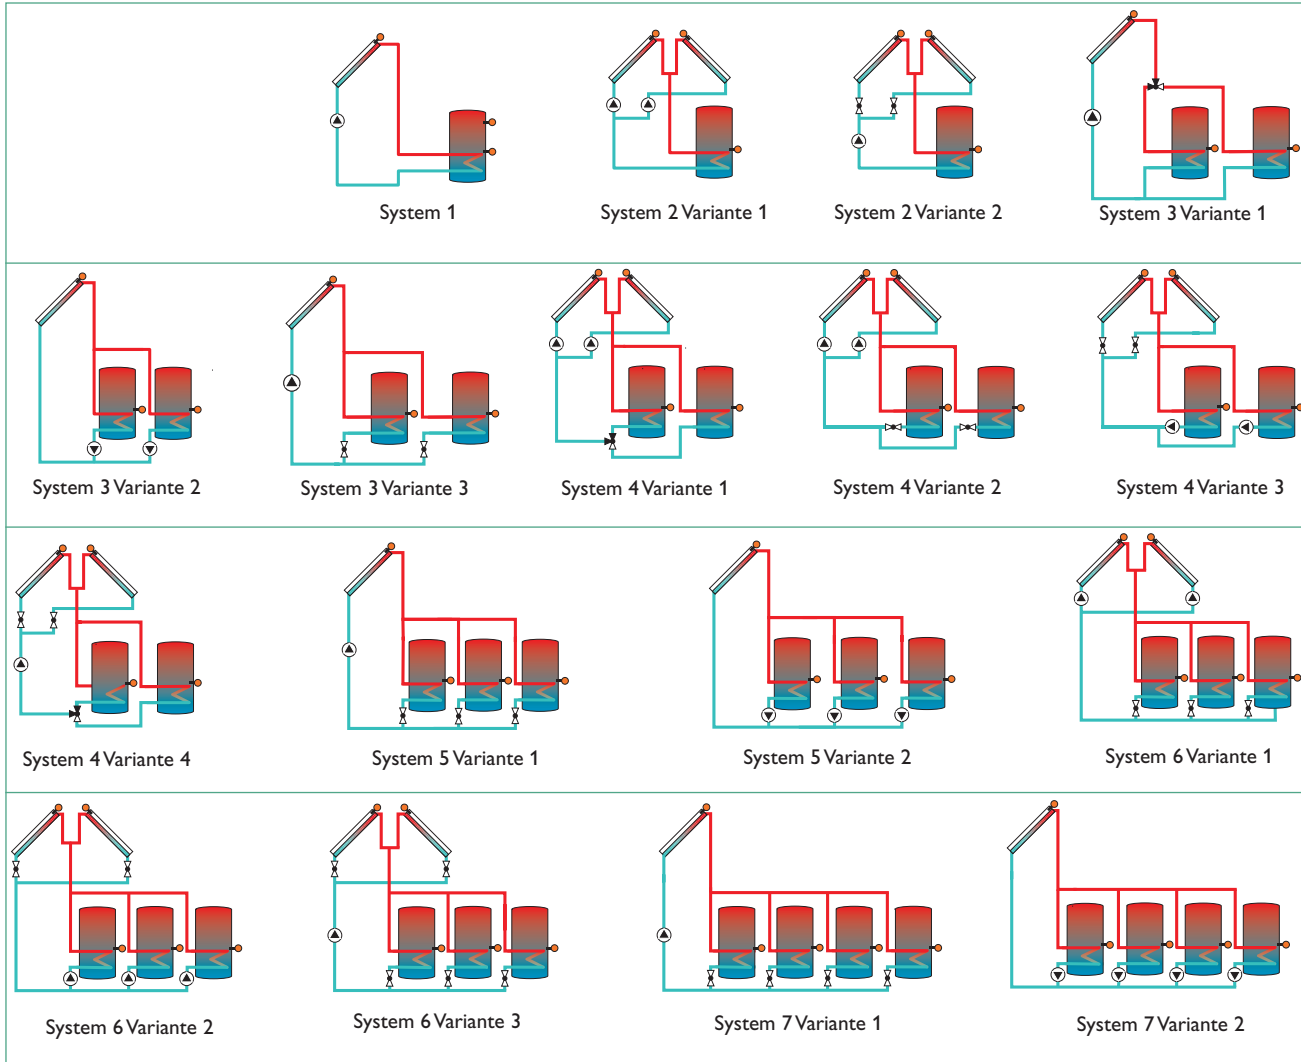 System 1
System 2 Variante 1
System 2 Variante 2
System 3 Variante 1
System 3 Variante 2
System 3 Variante 3
System 4 Variante 1
System 4 Variante 2
System 4 Variante 3
System 4 Variante 4
System 5 Variante 1
System 5 Variante 2
System 6 Variante 1
System 6 Variante 2
System 6 Variante 3
System 7 Variante 1
System 7 Variante 2